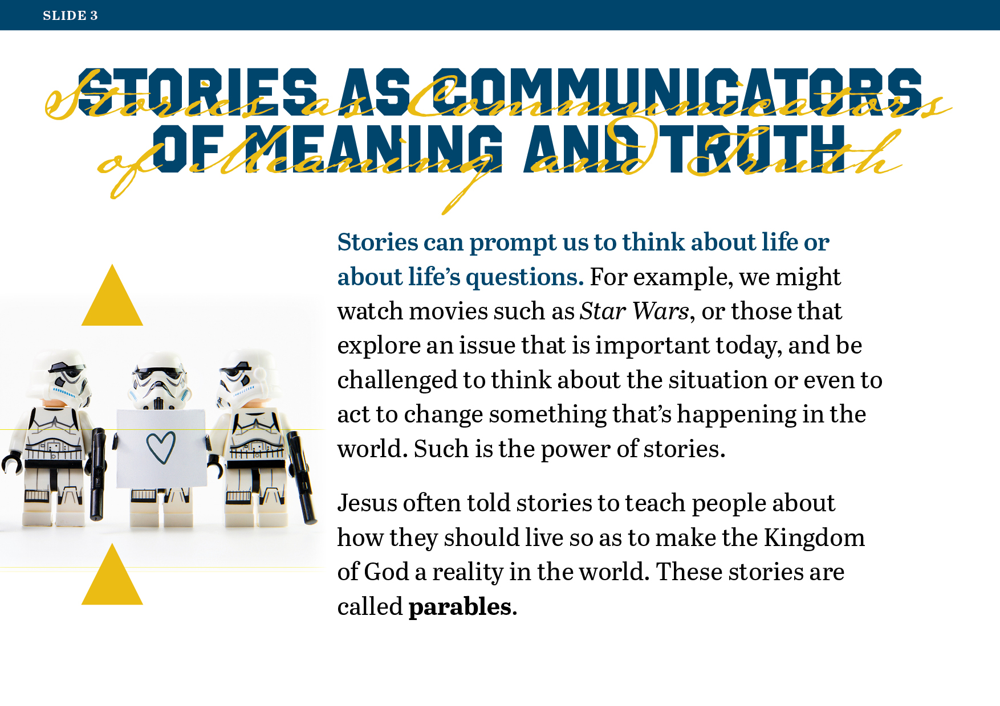 SLIDE 3
STORIES AS COMMUNICATORS
Stories as Communicators
OF MEANING AND TRUTH
of Meaning and Truth
Stories can prompt us to think about life or
about life’s questions. For example, we might
watch movies such as Star Wars, or those that
explore an issue that is important today, and be
challenged to think about the situation or even to
act to change something that’s happening in the
world. Such is the power of stories.
Jesus often told stories to teach people about
how they should live so as to make the Kingdom
of God a reality in the world. These stories are
called parables.